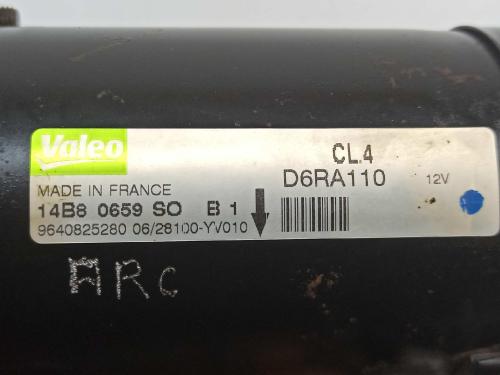 Valeo
CL.4
MADE IN FRANCE
D6RA110 12V
14B8 0659 SO B 1
9640825280 06/28100-YV010
ARC